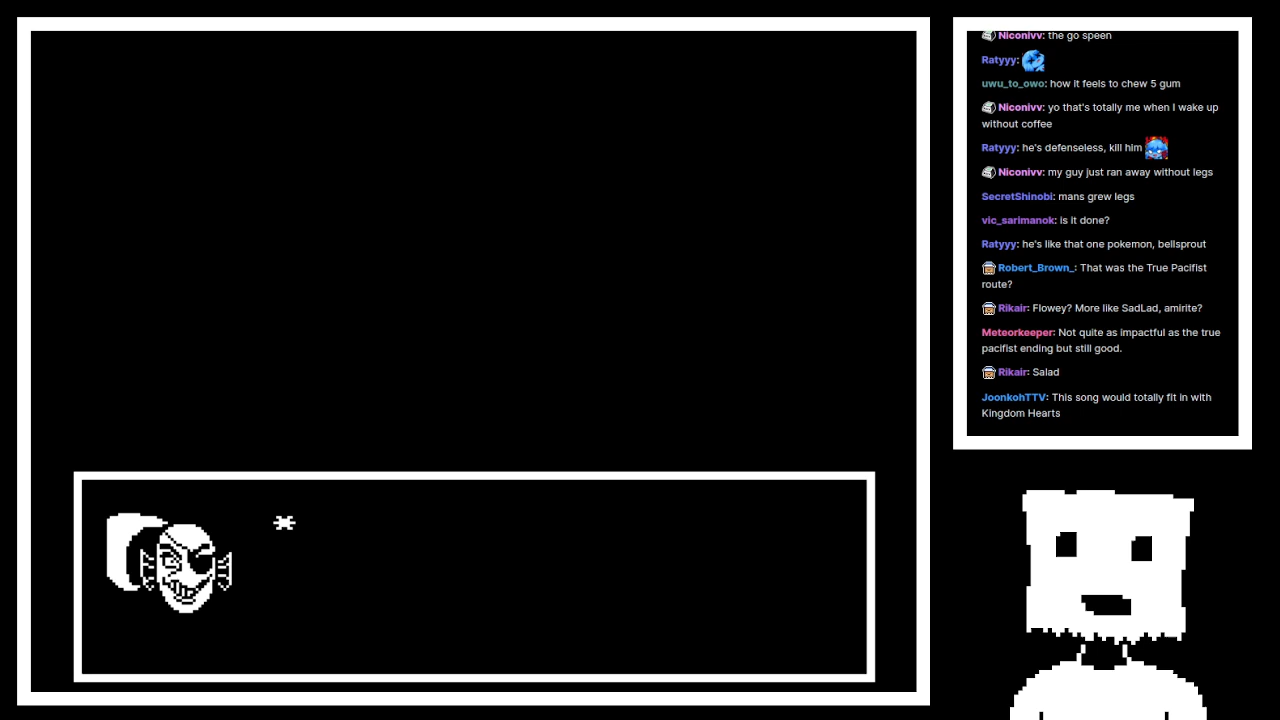 Niconivv: the go speen
Ratyyy:
uwu_to_owo: how it feels to chew 5 gum
Niconivv: yo that's totally me when I wake up
without coffee
Ratyyy: he's defenseless, kill him
Niconivv: my guy just ran away without legs
SecretShinobi: mans grew legs
vic_sarimanok: is it done?
Ratyyy: he's like that one pokemon, bellsprout
Robert_Brown_: That was the True Pacifist
route?
Rikair: Flowey? More like SadLad, amirite?
Meteorkeeper: Not quite as impactful as the true
pacifist ending but still good.
Rikair: Salad
JoonkohTTV: This song would totally fit in with
Kingdom Hearts
*